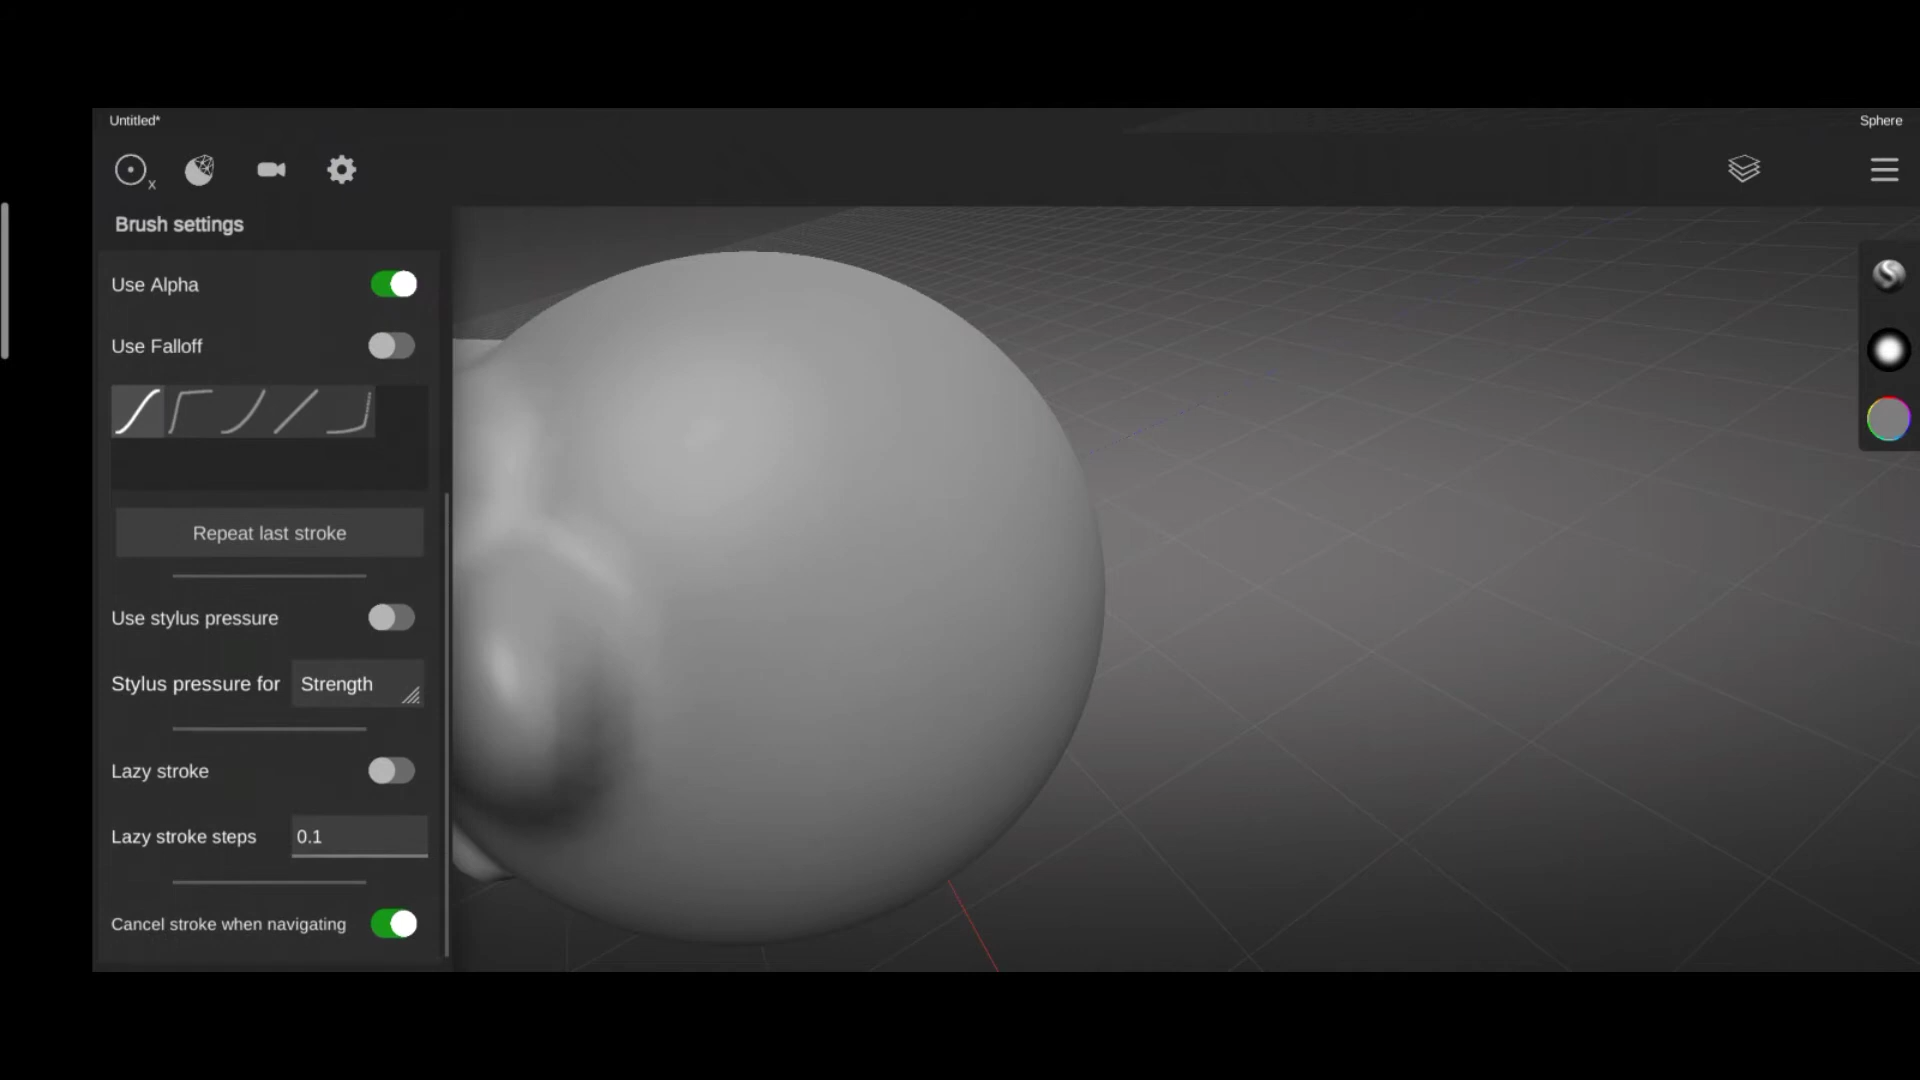 Untitled*
Sphere
x
Brush settings
Use Alpha
Use Falloff
Repeat last stroke
Use stylus pressure
Stylus pressure for
Strength
Lazy stroke
Lazy stroke steps
0.1
Cancel stroke when navigating